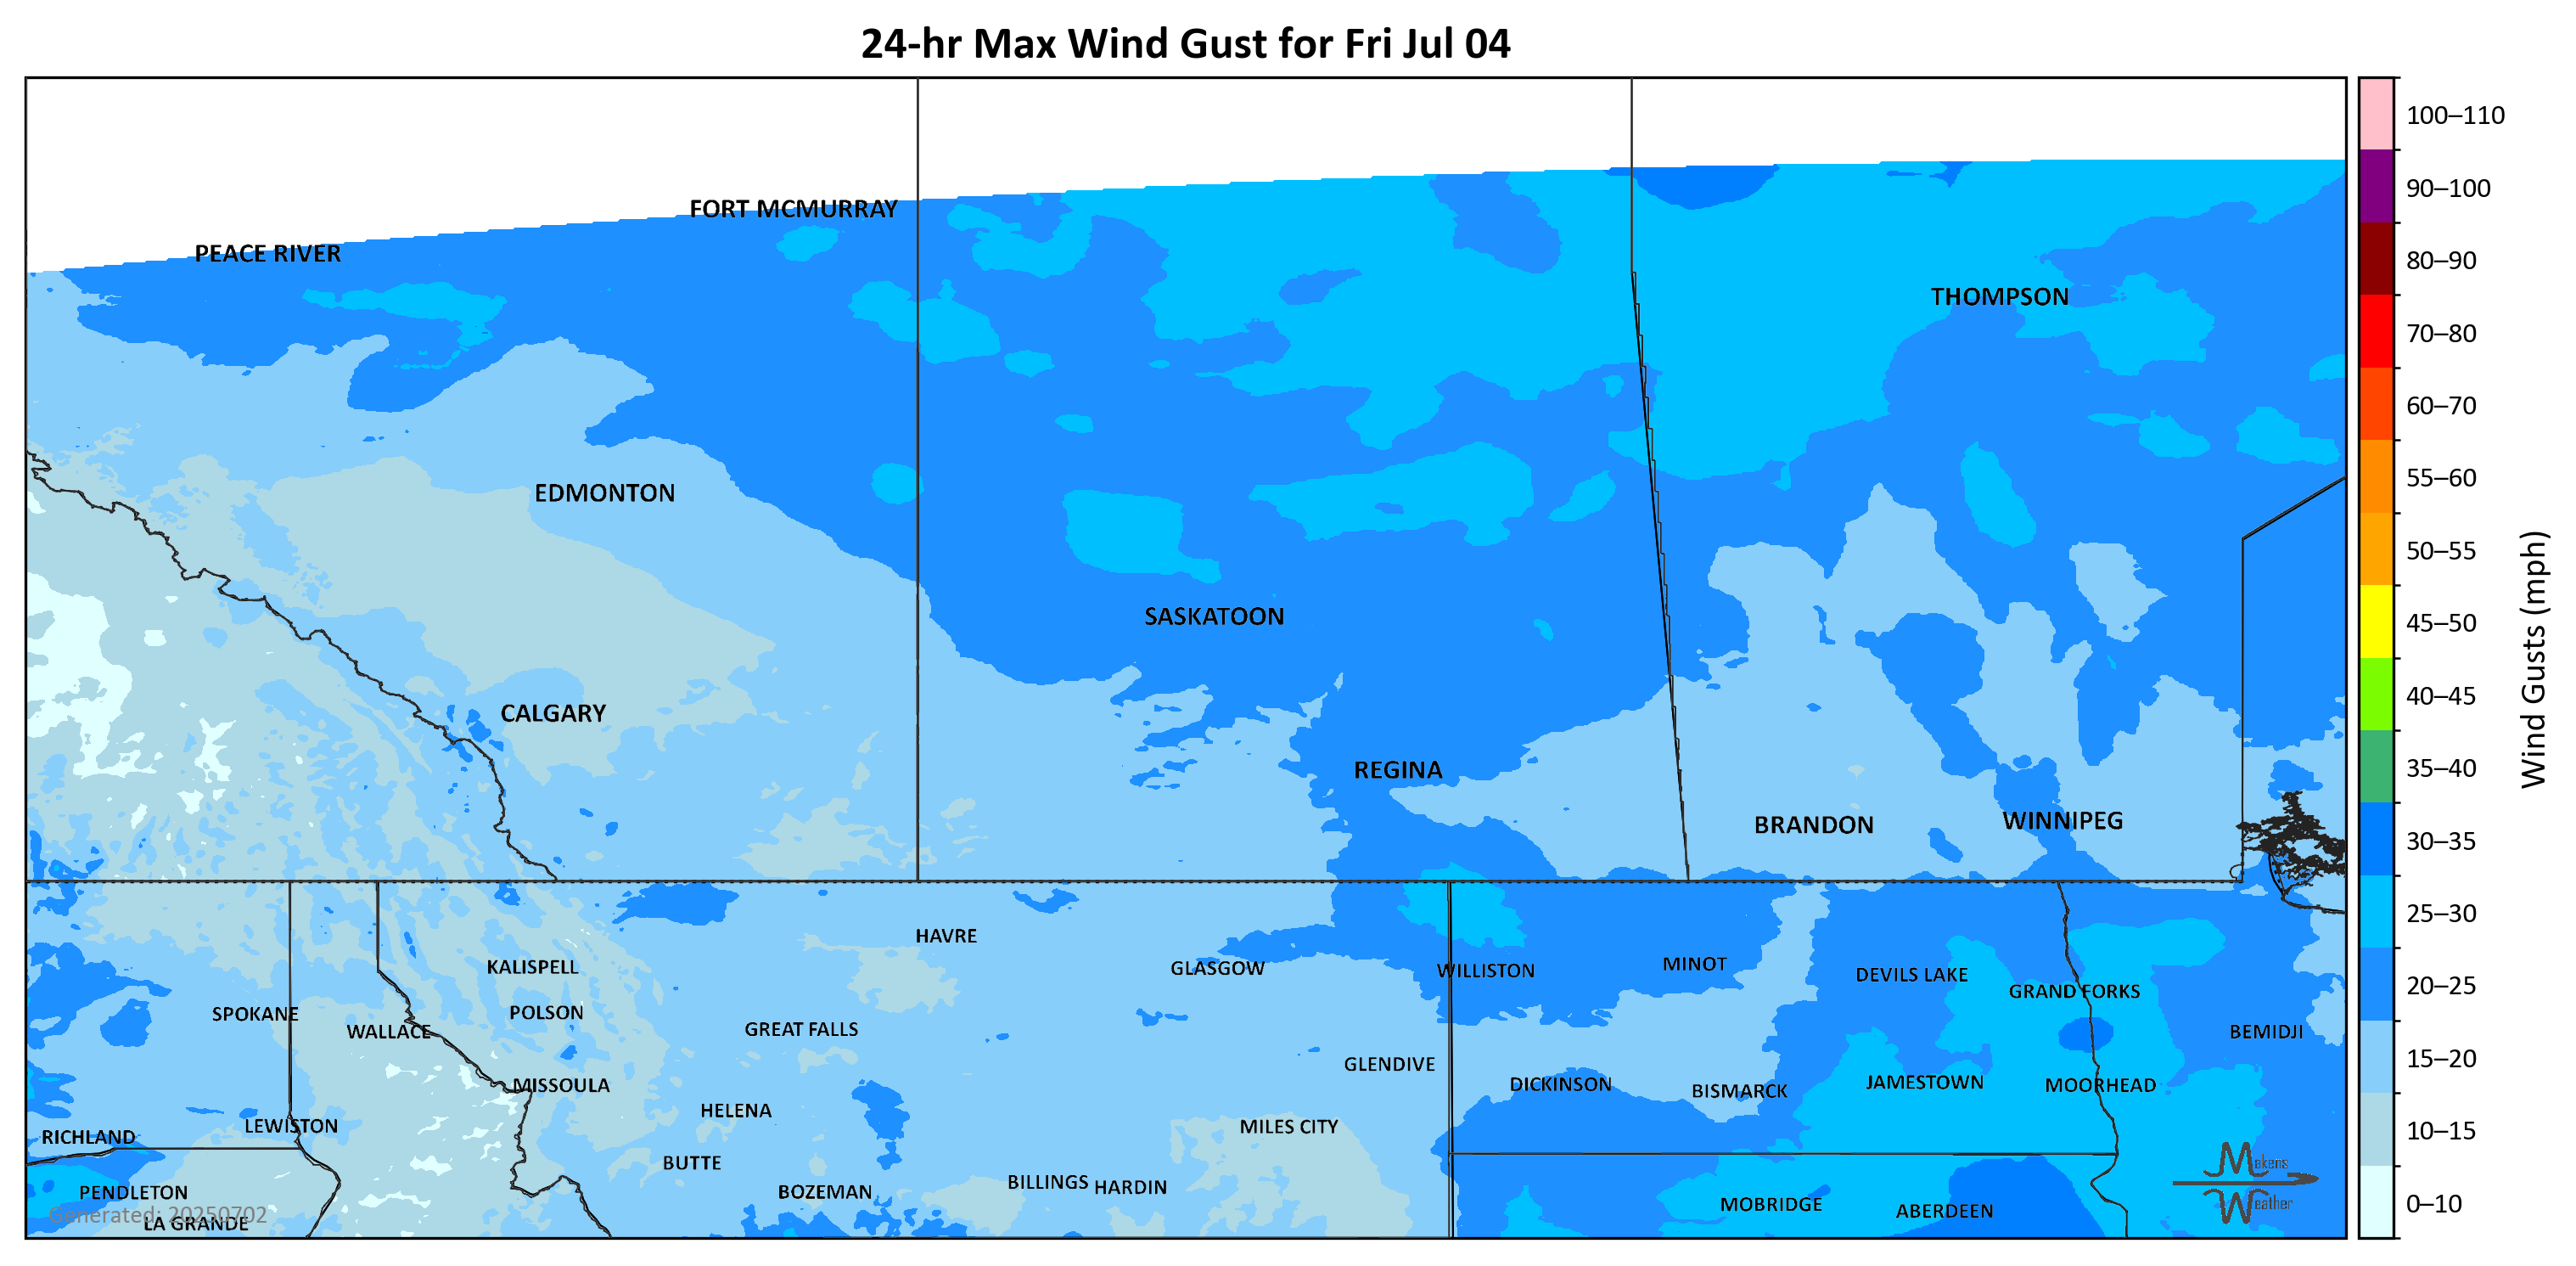 24-hr Max Wind Gust for Fri Jul 04
100–110
90–100
80–90
70–80
60–70
55–60
50–55
45–50
40–45
35–40
30–35
25–30
20–25
15–20
10–15
0–10
Wind Gusts (mph)
FORT MCMURRAY
PEACE RIVER
THOMPSON
EDMONTON
SASKATOON
CALGARY
REGINA
BRANDON
WINNIPEG
HAVRE
KALISPELL
GLASGOW
WILLISTON
MINOT
DEVILS LAKE
GRAND FORKS
SPOKANE
POLSON
WALLACE
GREAT FALLS
BEMIDJI
GLENDIVE
MISSOULA
DICKINSON
BISMARCK
JAMESTOWN
MOORHEAD
HELENA
LEWISTON
MILES CITY
RICHLAND
BUTTE
PENDLETON
BOZEMAN
BILLINGS
HARDIN
MOBRIDGE
ABERDEEN
LA GRANDE
Generated: 20250702
Makens
Weather